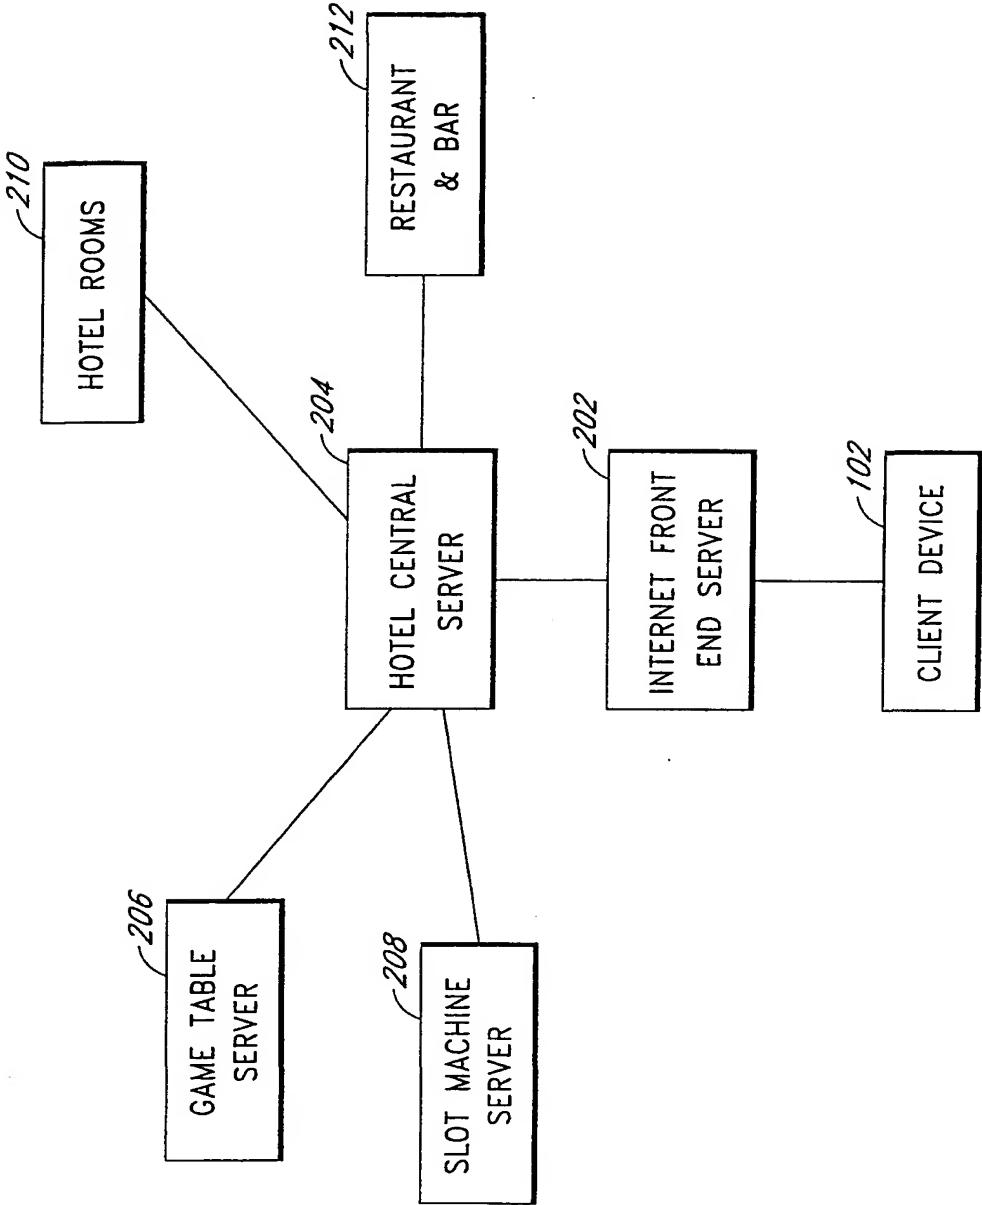 210
HOTEL ROOMS
212
RESTAURANT
& BAR
204
HOTEL CENTRAL
SERVER
202
INTERNET FRONT
END SERVER
102
CLIENT DEVICE
206
GAME TABLE
SERVER
208
SLOT MACHINE
SERVER